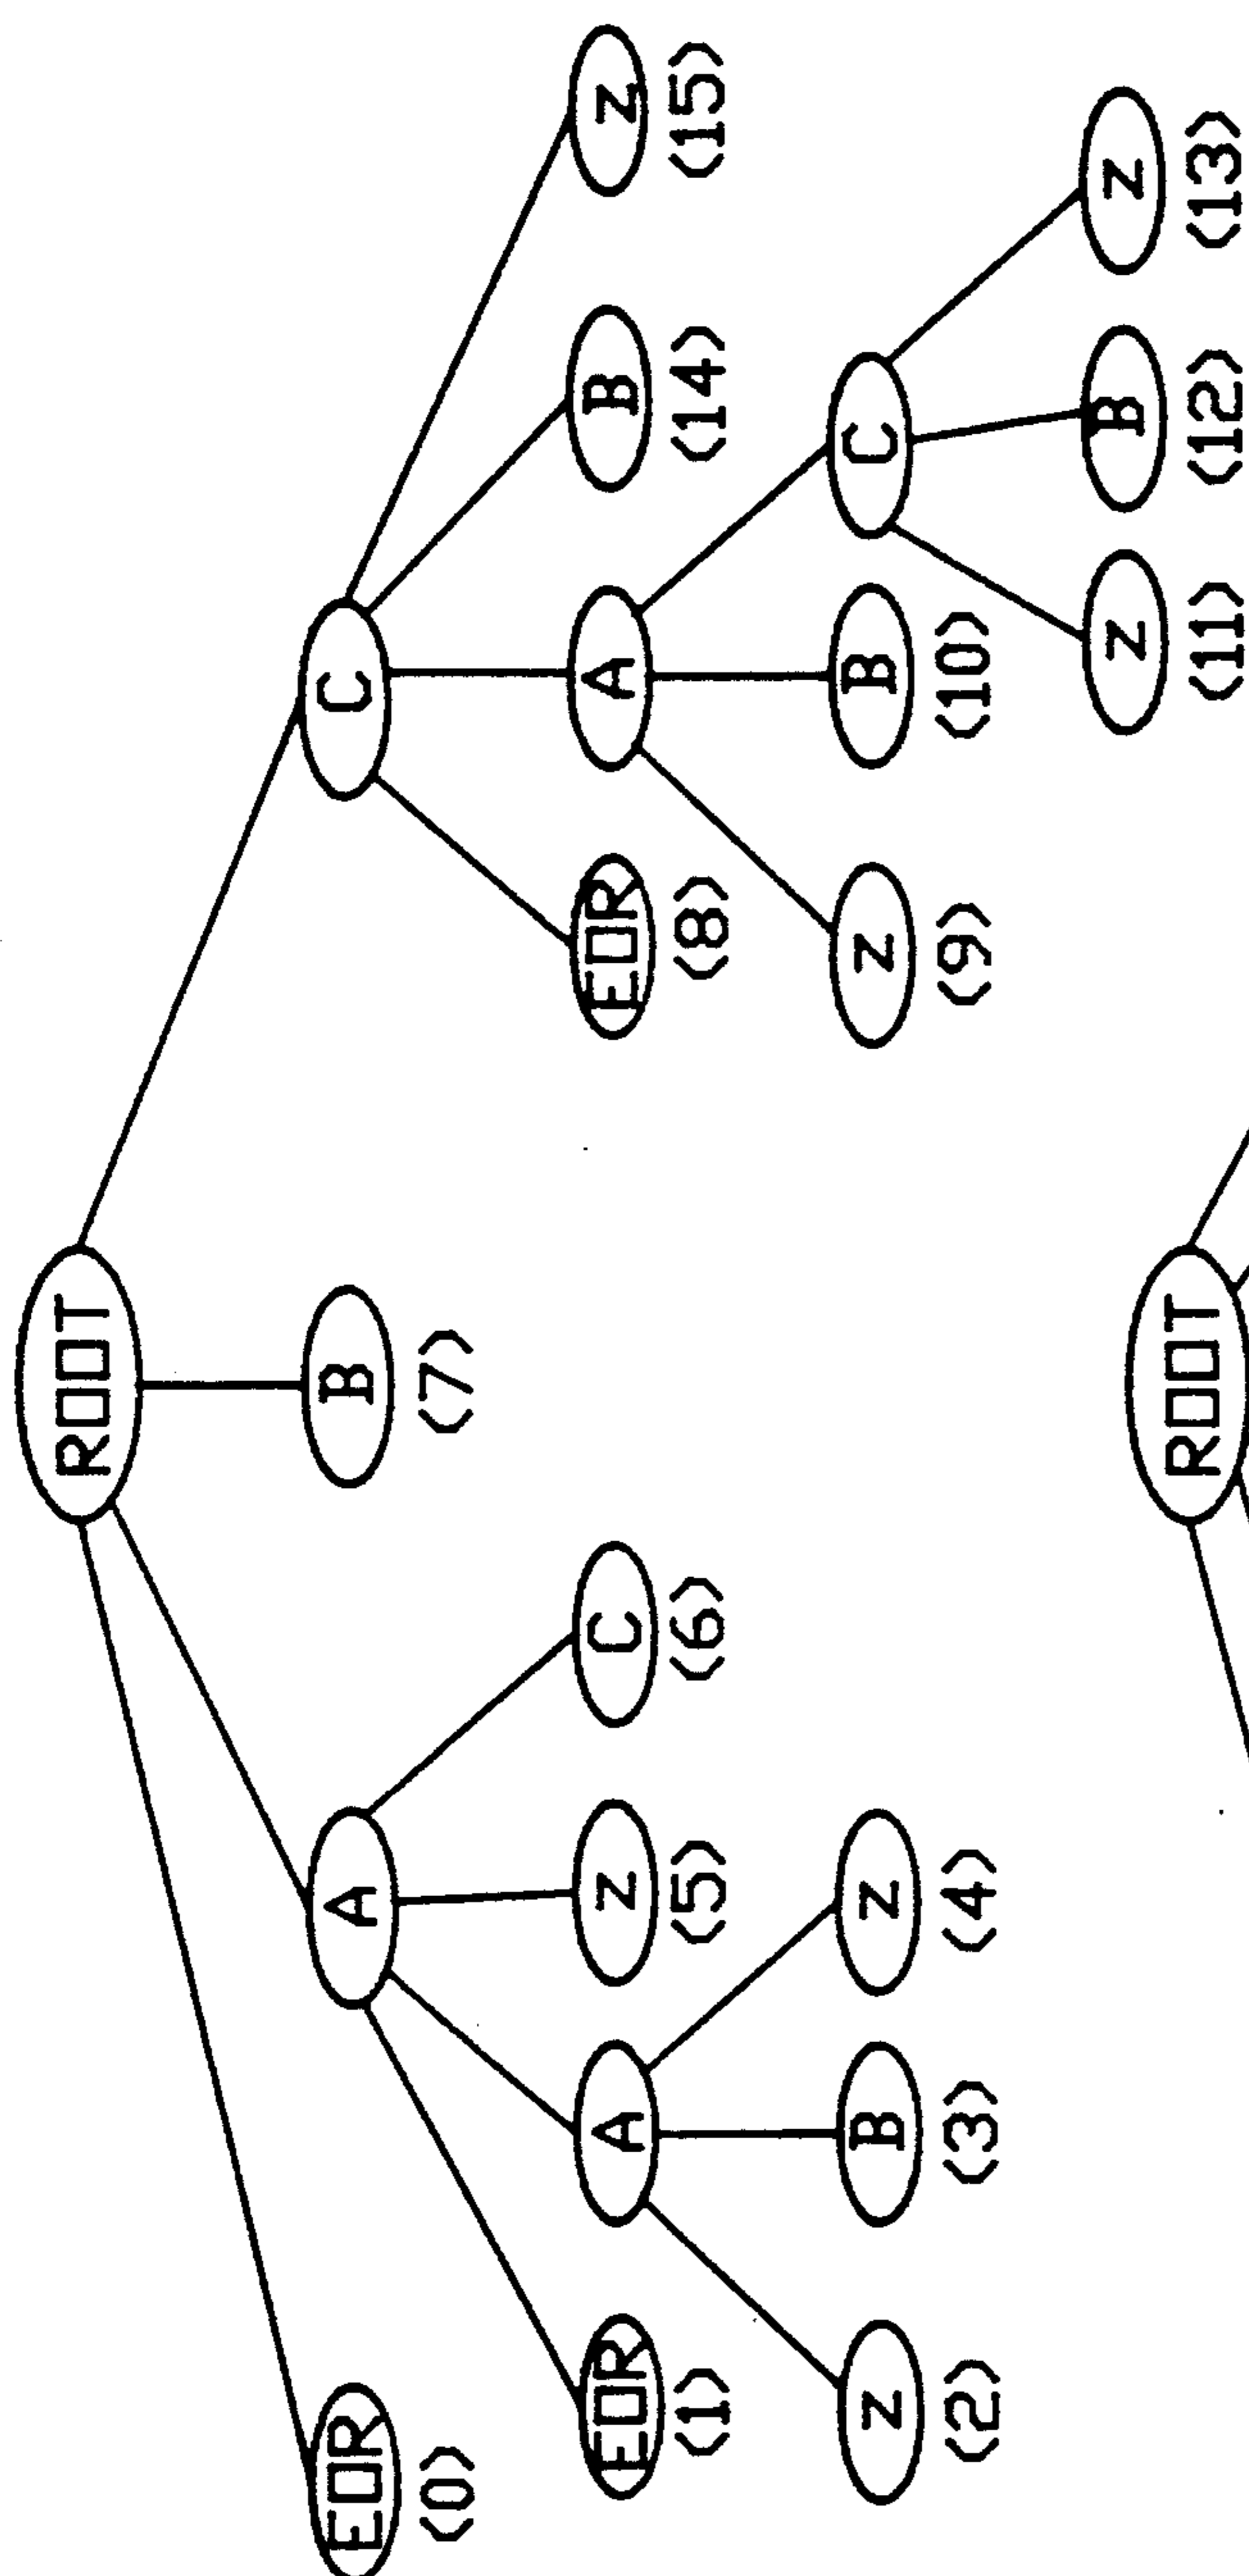 ROOT
EOR A B C
(0) (7)
EOR A z C EOR A B z
(1) (5) (6) (8) (14) (15)
z B z z B C
(2) (3) (4) (9) (10)
z B z
(11) (12) (13)
ROOT